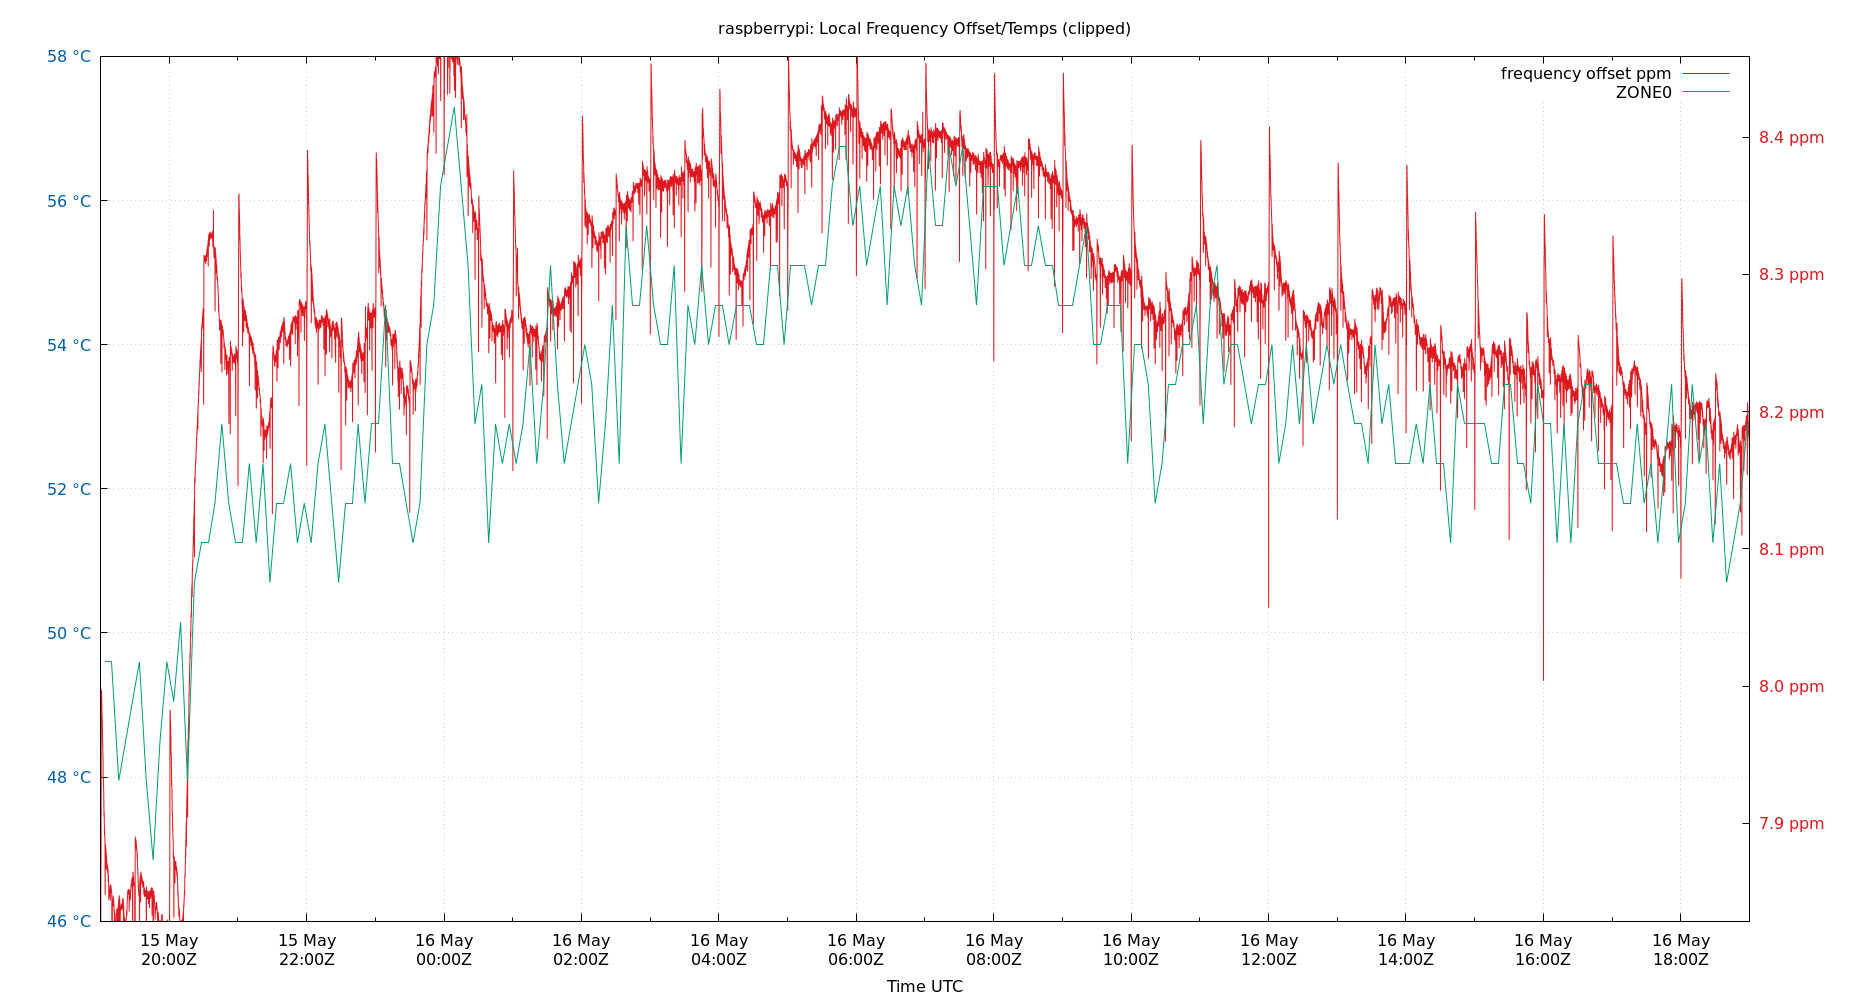 raspberrypi: Local Frequency Offset/Temps (clipped)
58 °C
56 °C
54 °C
52 °C
50 °C
48 °C
46 °C
frequency offset ppm
ZONE0
8.4 ppm
8.3 ppm
8.2 ppm
8.1 ppm
8.0 ppm
7.9 ppm
15 May 15 May 16 May 16 May 16 May 16 May 16 May 16 May 16 May 16 May 16 May 16 May
20:00Z 22:00Z 00:00Z 02:00Z 04:00Z 06:00Z 08:00Z 10:00Z 12:00Z 14:00Z 16:00Z 18:00Z
Time UTC